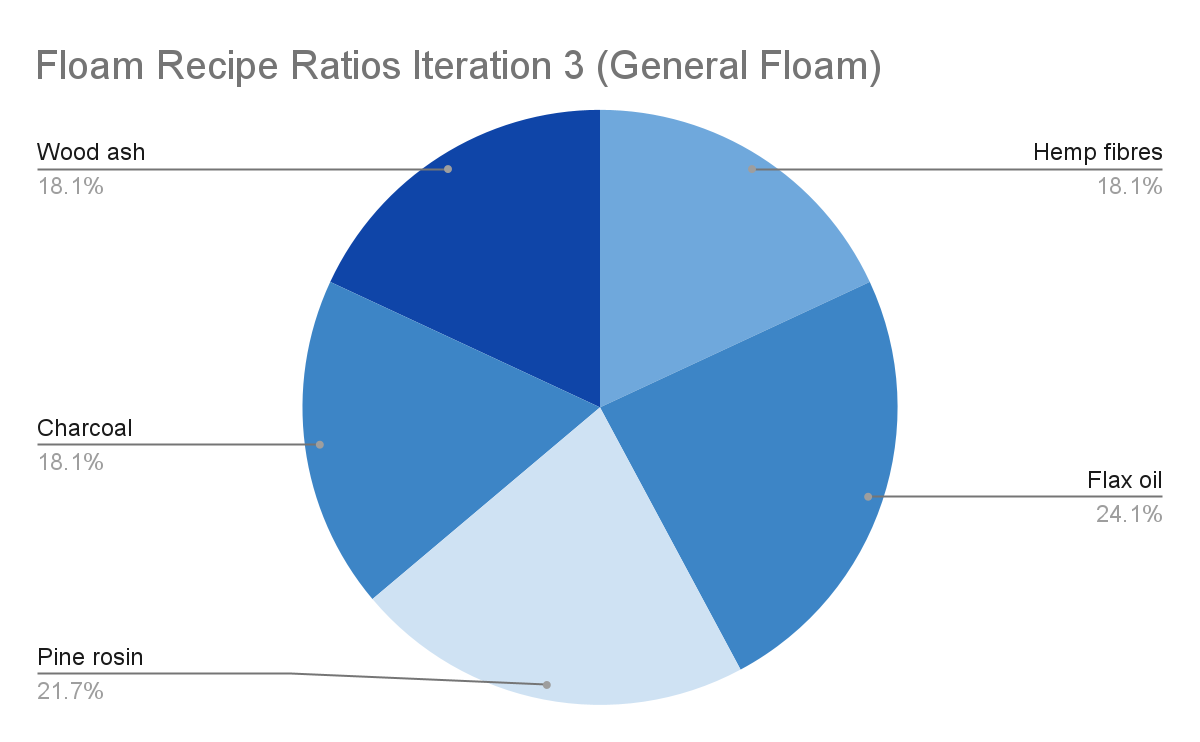 Floam Recipe Ratios Iteration 3 (General Floam)
Wood ash
18.1%
Hemp fibres
18.1%
Charcoal
18.1%
Flax oil
24.1%
Pine rosin
21.7%